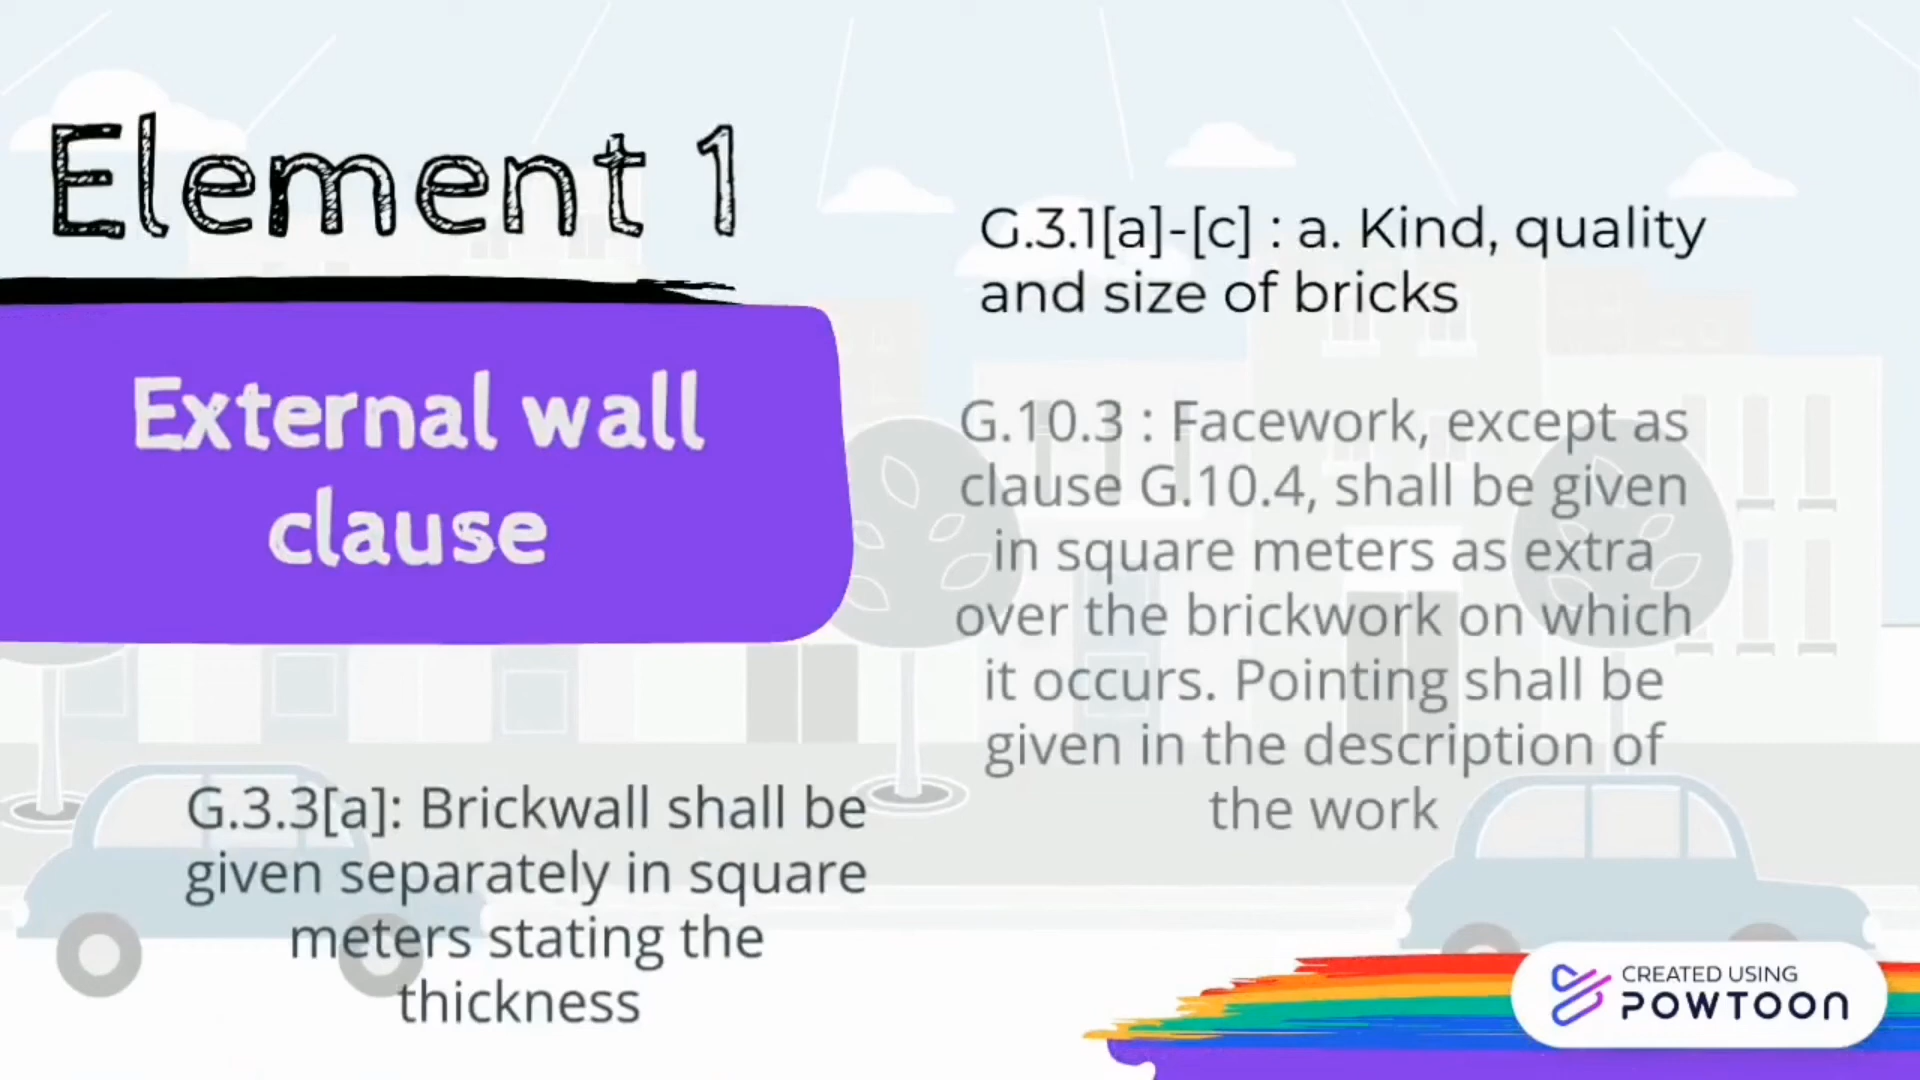 Element 1
External wall
clause
G.3.3[a]: Brickwall shall be
given separately in square
meters stating the
thickness
G.3.1[a]-[c] : a. Kind, quality
and size of bricks
G.10.3 : Facework, except as
clause G.10.4, shall be given
in square meters as extra
over the brickwork on which
it occurs. Pointing shall be
given in the description of
the work
CREATED USING
POWTOON